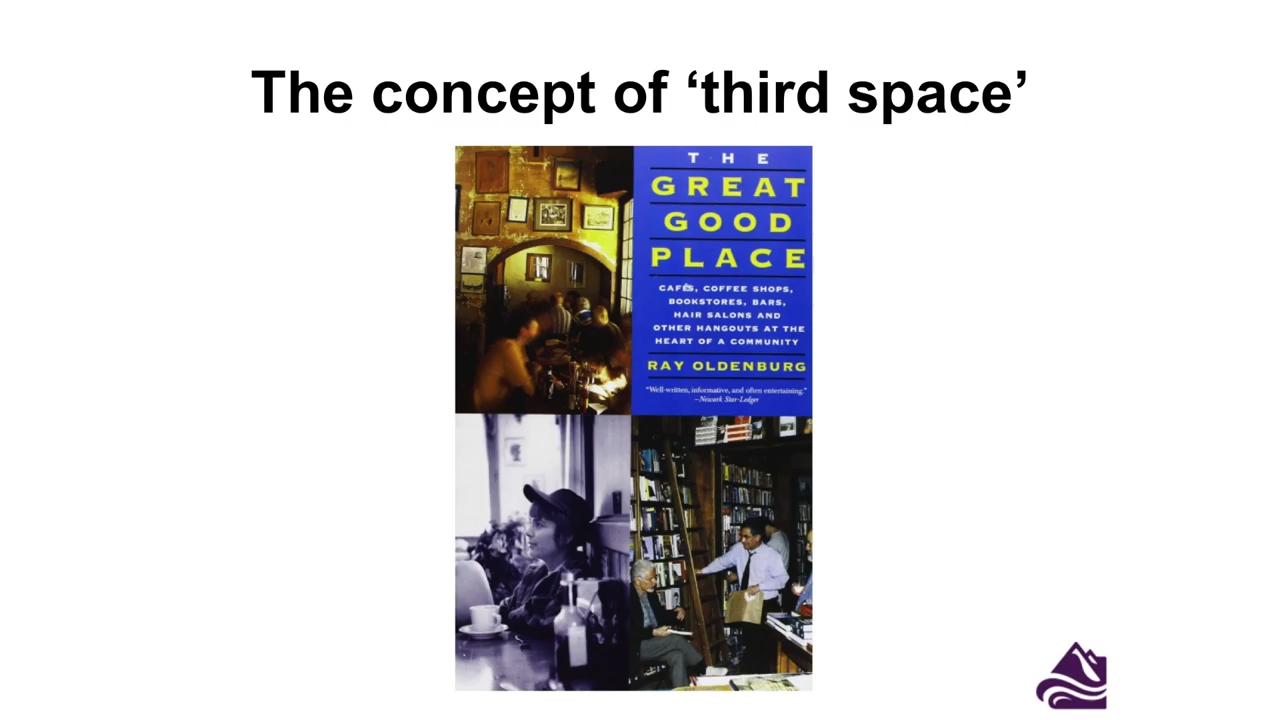 The concept of ‘third space’
THE
GREAT
GOOD
PLACE
CAFÉS, COFFEE SHOPS,
BOOKSTORES, BARS,
HAIR SALONS AND
OTHER HANGOUTS AT THE
HEART OF A COMMUNITY
RAY OLDENBURG
“Well-written, informative, and often entertaining.”
–Newark Star-Ledger